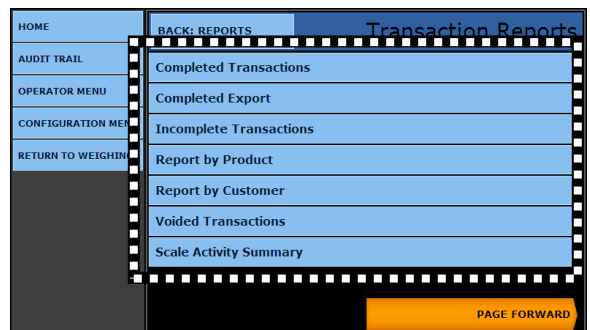 HOME
AUDIT TRAIL
OPERATOR MENU
CONFIGURATION MEN
RETURN TO WEIGHIN
BACK: REPORTS
Transaction Reports
Completed Transactions
Completed Export
Incomplete Transactions
Report by Product
Report by Customer
Voided Transactions
Scale Activity Summary
PAGE FORWARD